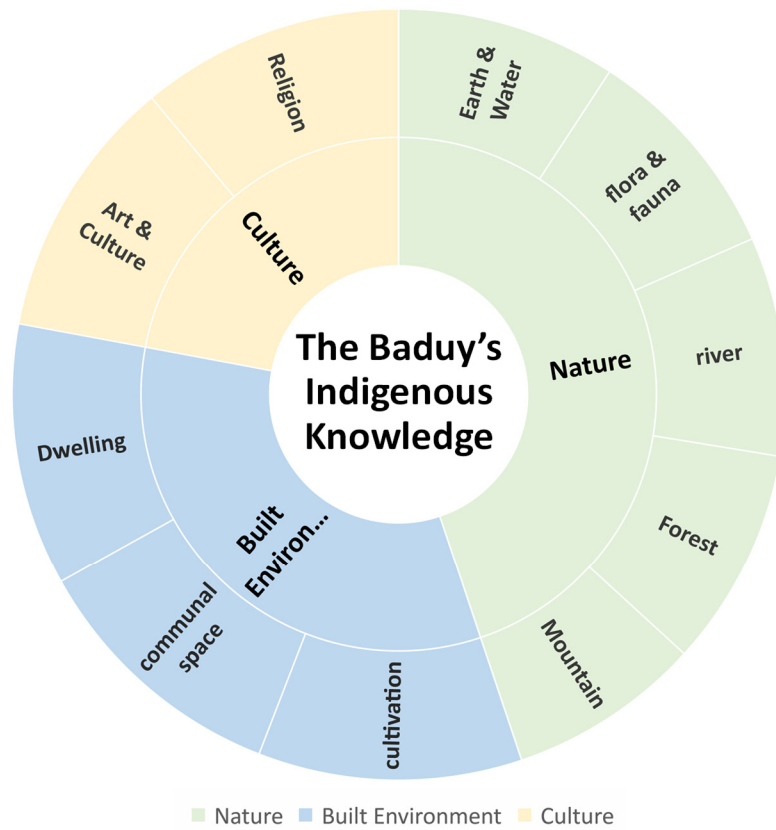 The Baduy’s
Indigenous
Knowledge
Nature
Earth &
Water
flora &
fauna
river
Forest
Mountain
Built
Environ...
cultivation
communal
space
Dwelling
Culture
Art &
Culture
Religion
Nature Built Environment Culture